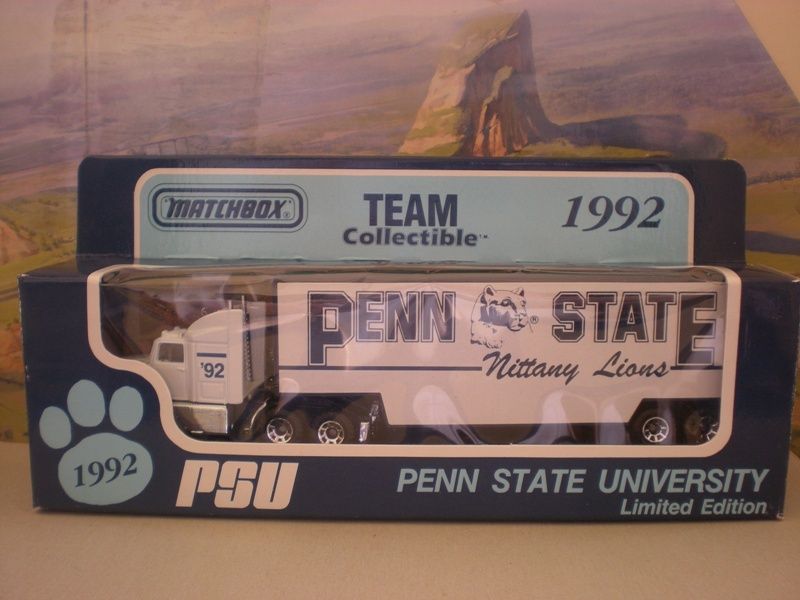 MATCHBOX®
TEAM
Collectible™
1992
PENN STATE
®
Nittany Lions
'92
1992
PSU
PENN STATE UNIVERSITY
Limited Edition